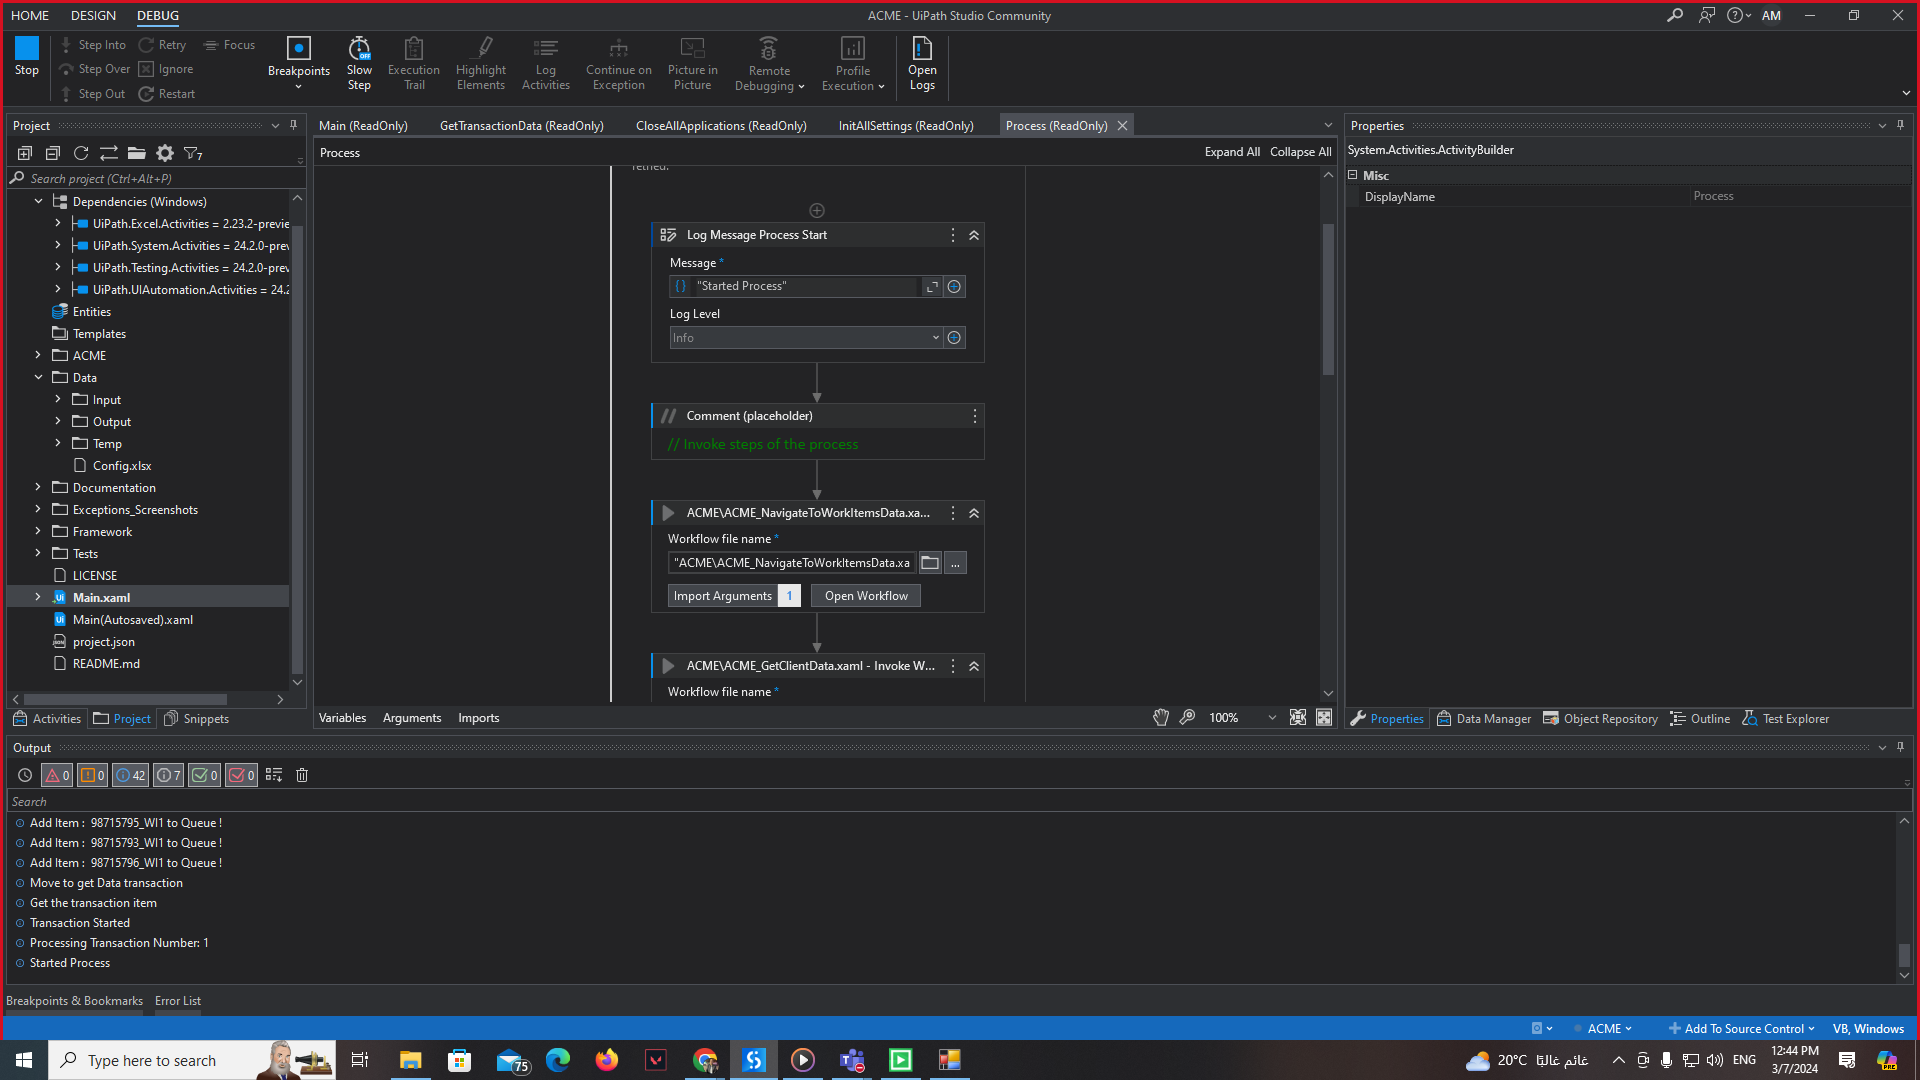 HOME DESIGN DEBUG ACME - UiPath Studio Community AM
Stop
Step Into Retry Focus
Step Over Ignore
Step Out Restart
Breakpoints
Slow Step
Execution Trail
Highlight Elements
Log Activities
Continue on Exception
Picture in Picture
Remote Debugging
Profile Execution
Open Logs
Project
Search project (Ctrl+Alt+P)
Dependencies (Windows)
UiPath.Excel.Activities = 2.23.2-previe
UiPath.System.Activities = 24.2.0-prev
UiPath.Testing.Activities = 24.2.0-prev
UiPath.UIAutomation.Activities = 24.2
Entities
Templates
ACME
Data
Input
Output
Temp
Config.xlsx
Documentation
Exceptions_Screenshots
Framework
Tests
LICENSE
Main.xaml
Main(Autosaved).xaml
project.json
README.md
Activities Project Snippets
Main (ReadOnly) GetTransactionData (ReadOnly) CloseAllApplications (ReadOnly) InitAllSettings (ReadOnly) Process (ReadOnly)
Process Expand All Collapse All
retried.
Log Message Process Start
Message *
"Started Process"
Log Level
Info
Comment (placeholder)
// Invoke steps of the process
ACME\ACME_NavigateToWorkItemsData.xa...
Workflow file name *
"ACME\ACME_NavigateToWorkItemsData.xa ...
Import Arguments 1 Open Workflow
ACME\ACME_GetClientData.xaml - Invoke W...
Workflow file name *
Variables Arguments Imports 100%
Properties
System.Activities.ActivityBuilder
Misc
DisplayName Process
Properties Data Manager Object Repository Outline Test Explorer
Output
0 0 42 7 0 0
Search
Add Item : 98715795_WI1 to Queue !
Add Item : 98715793_WI1 to Queue !
Add Item : 98715796_WI1 to Queue !
Move to get Data transaction
Get the transaction item
Transaction Started
Processing Transaction Number: 1
Started Process
Breakpoints & Bookmarks Error List
ACME Add To Source Control VB, Windows
Type here to search 75 20°C غائم غالبًا ENG 12:44 PM
3/7/2024
PRE